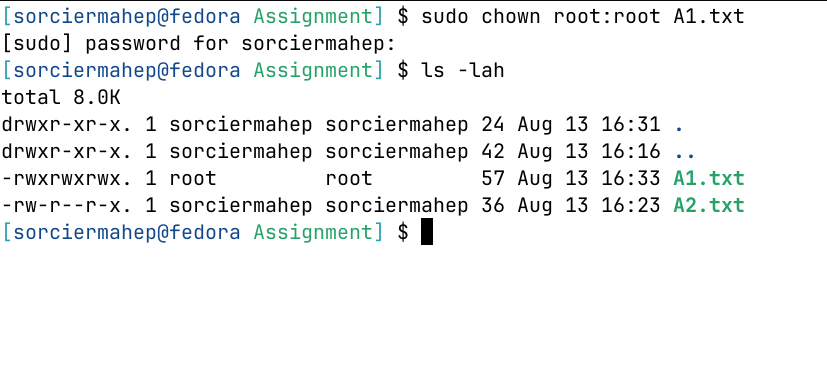 [sorciermahep@fedora Assignment] $ sudo chown root:root A1.txt
[sudo] password for sorciermahep:
[sorciermahep@fedora Assignment] $ ls -lah
total 8.0K
drwxr-xr-x. 1 sorciermahep sorciermahep 24 Aug 13 16:31 .
drwxr-xr-x. 1 sorciermahep sorciermahep 42 Aug 13 16:16 ..
-rwxrwxrwx. 1 root         root         57 Aug 13 16:33 A1.txt
-rw-r--r-x. 1 sorciermahep sorciermahep 36 Aug 13 16:23 A2.txt
[sorciermahep@fedora Assignment] $